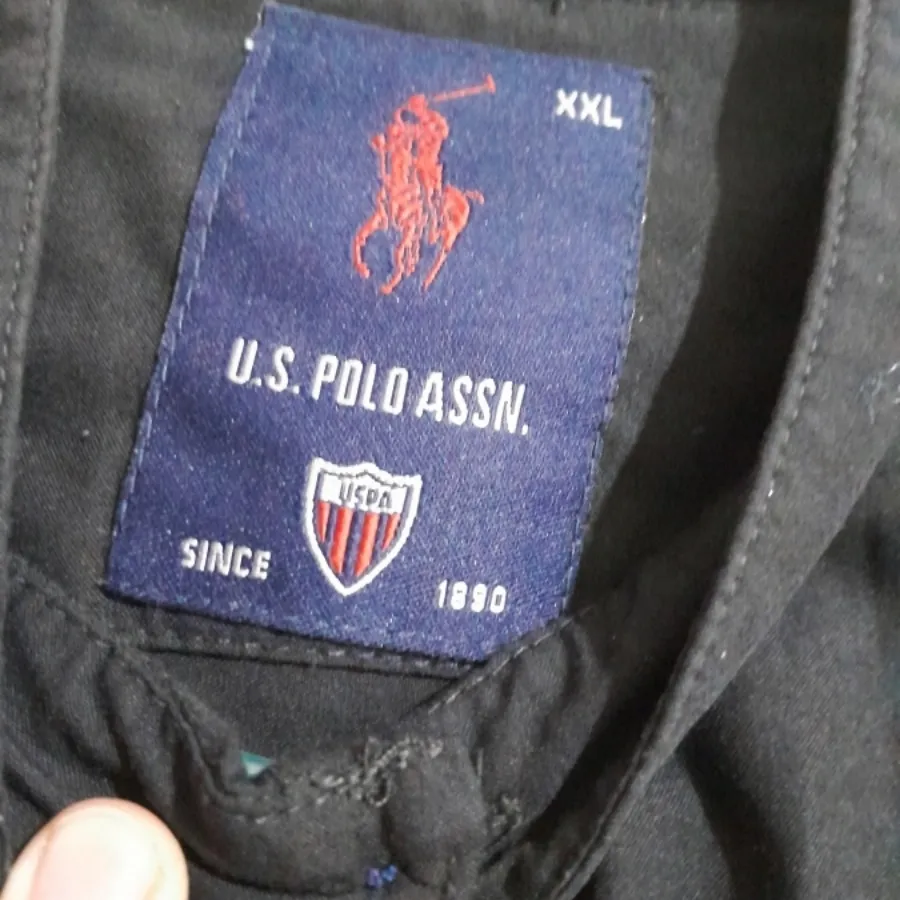 XXL
U.S. POLO ASSN.
USPA
SINCE 1890